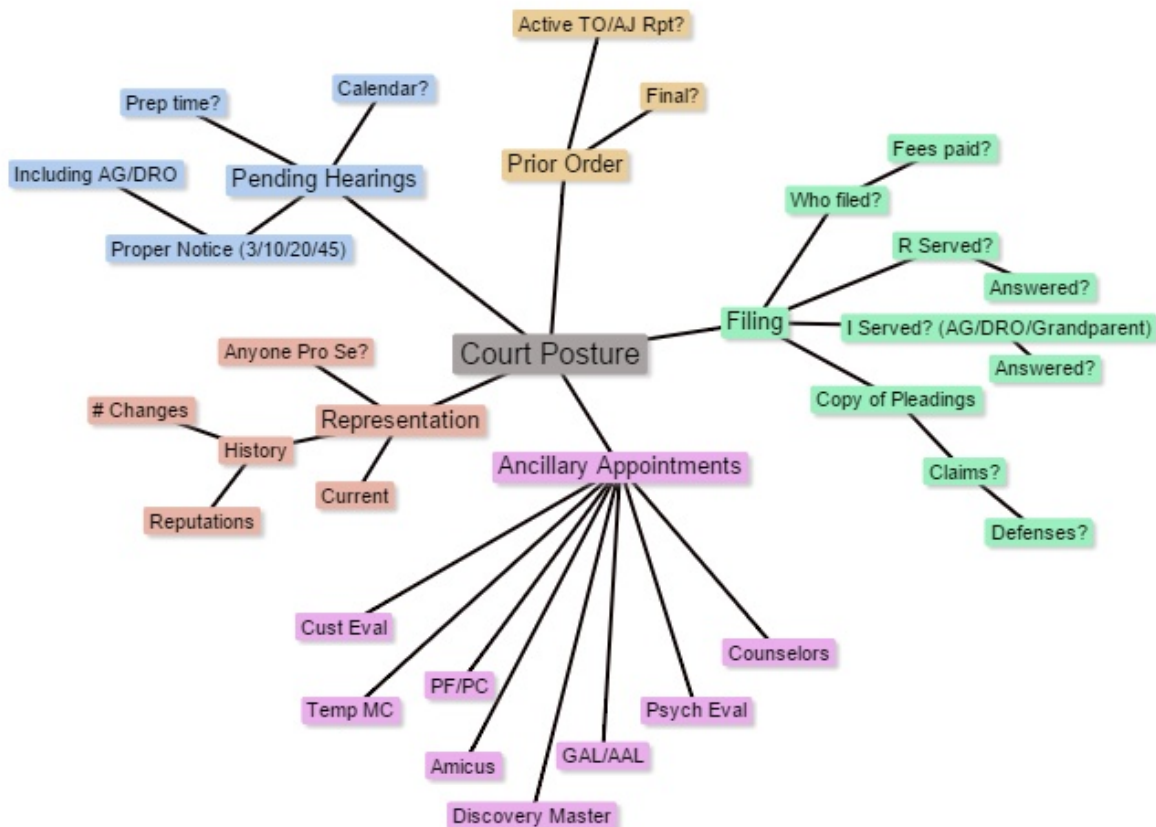 Active TO/AJ Rpt?
Calendar?
Prep time?
Final?
Fees paid?
Prior Order
Including AG/DRO
Pending Hearings
Who filed?
Proper Notice (3/10/20/45)
R Served?
Answered?
Filing
I Served? (AG/DRO/Grandparent)
Court Posture
Anyone Pro Se?
Answered?
Copy of Pleadings
# Changes
Representation
History
Ancillary Appointments
Claims?
Current
Reputations
Defenses?
Cust Eval
Counselors
PF/PC
Temp MC
Psych Eval
GAL/AAL
Amicus
Discovery Master